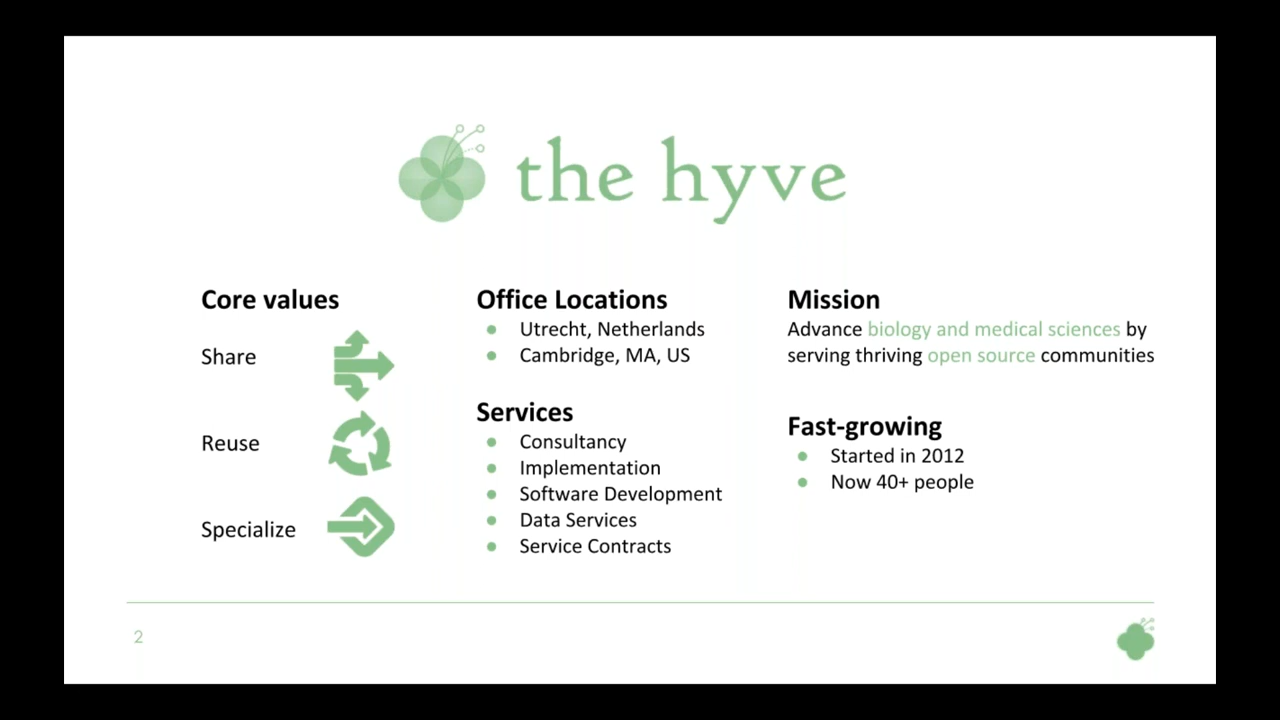 the hyve
Core values
Share
Reuse
Specialize
Office Locations
Utrecht, Netherlands
Cambridge, MA, US
Services
Consultancy
Implementation
Software Development
Data Services
Service Contracts
Mission
Advance biology and medical sciences by
serving thriving open source communities
Fast-growing
Started in 2012
Now 40+ people
2